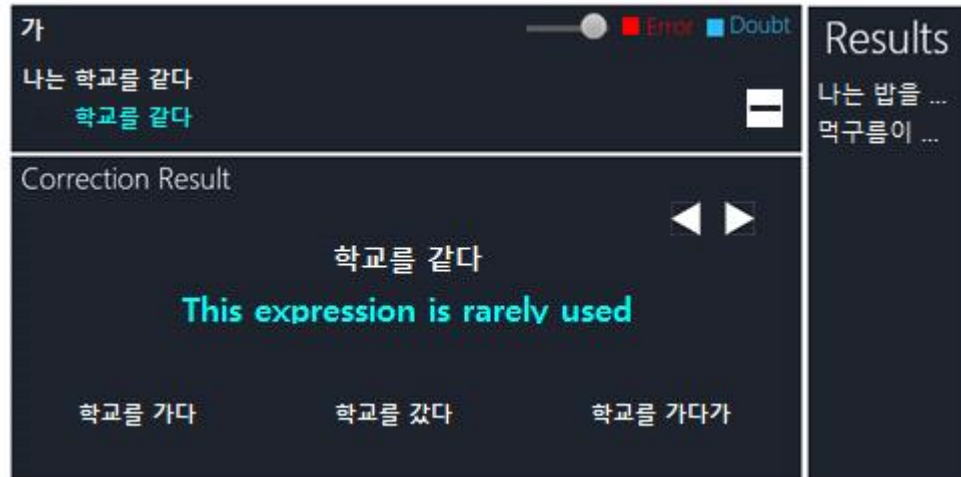 가
Error Doubt
나는 학교를 같다
학교를 같다
Correction Result
학교를 같다
This expression is rarely used
학교를 가다 학교를 갔다 학교를 가다가
Results
나는 밥을 ...
먹구름이 ...